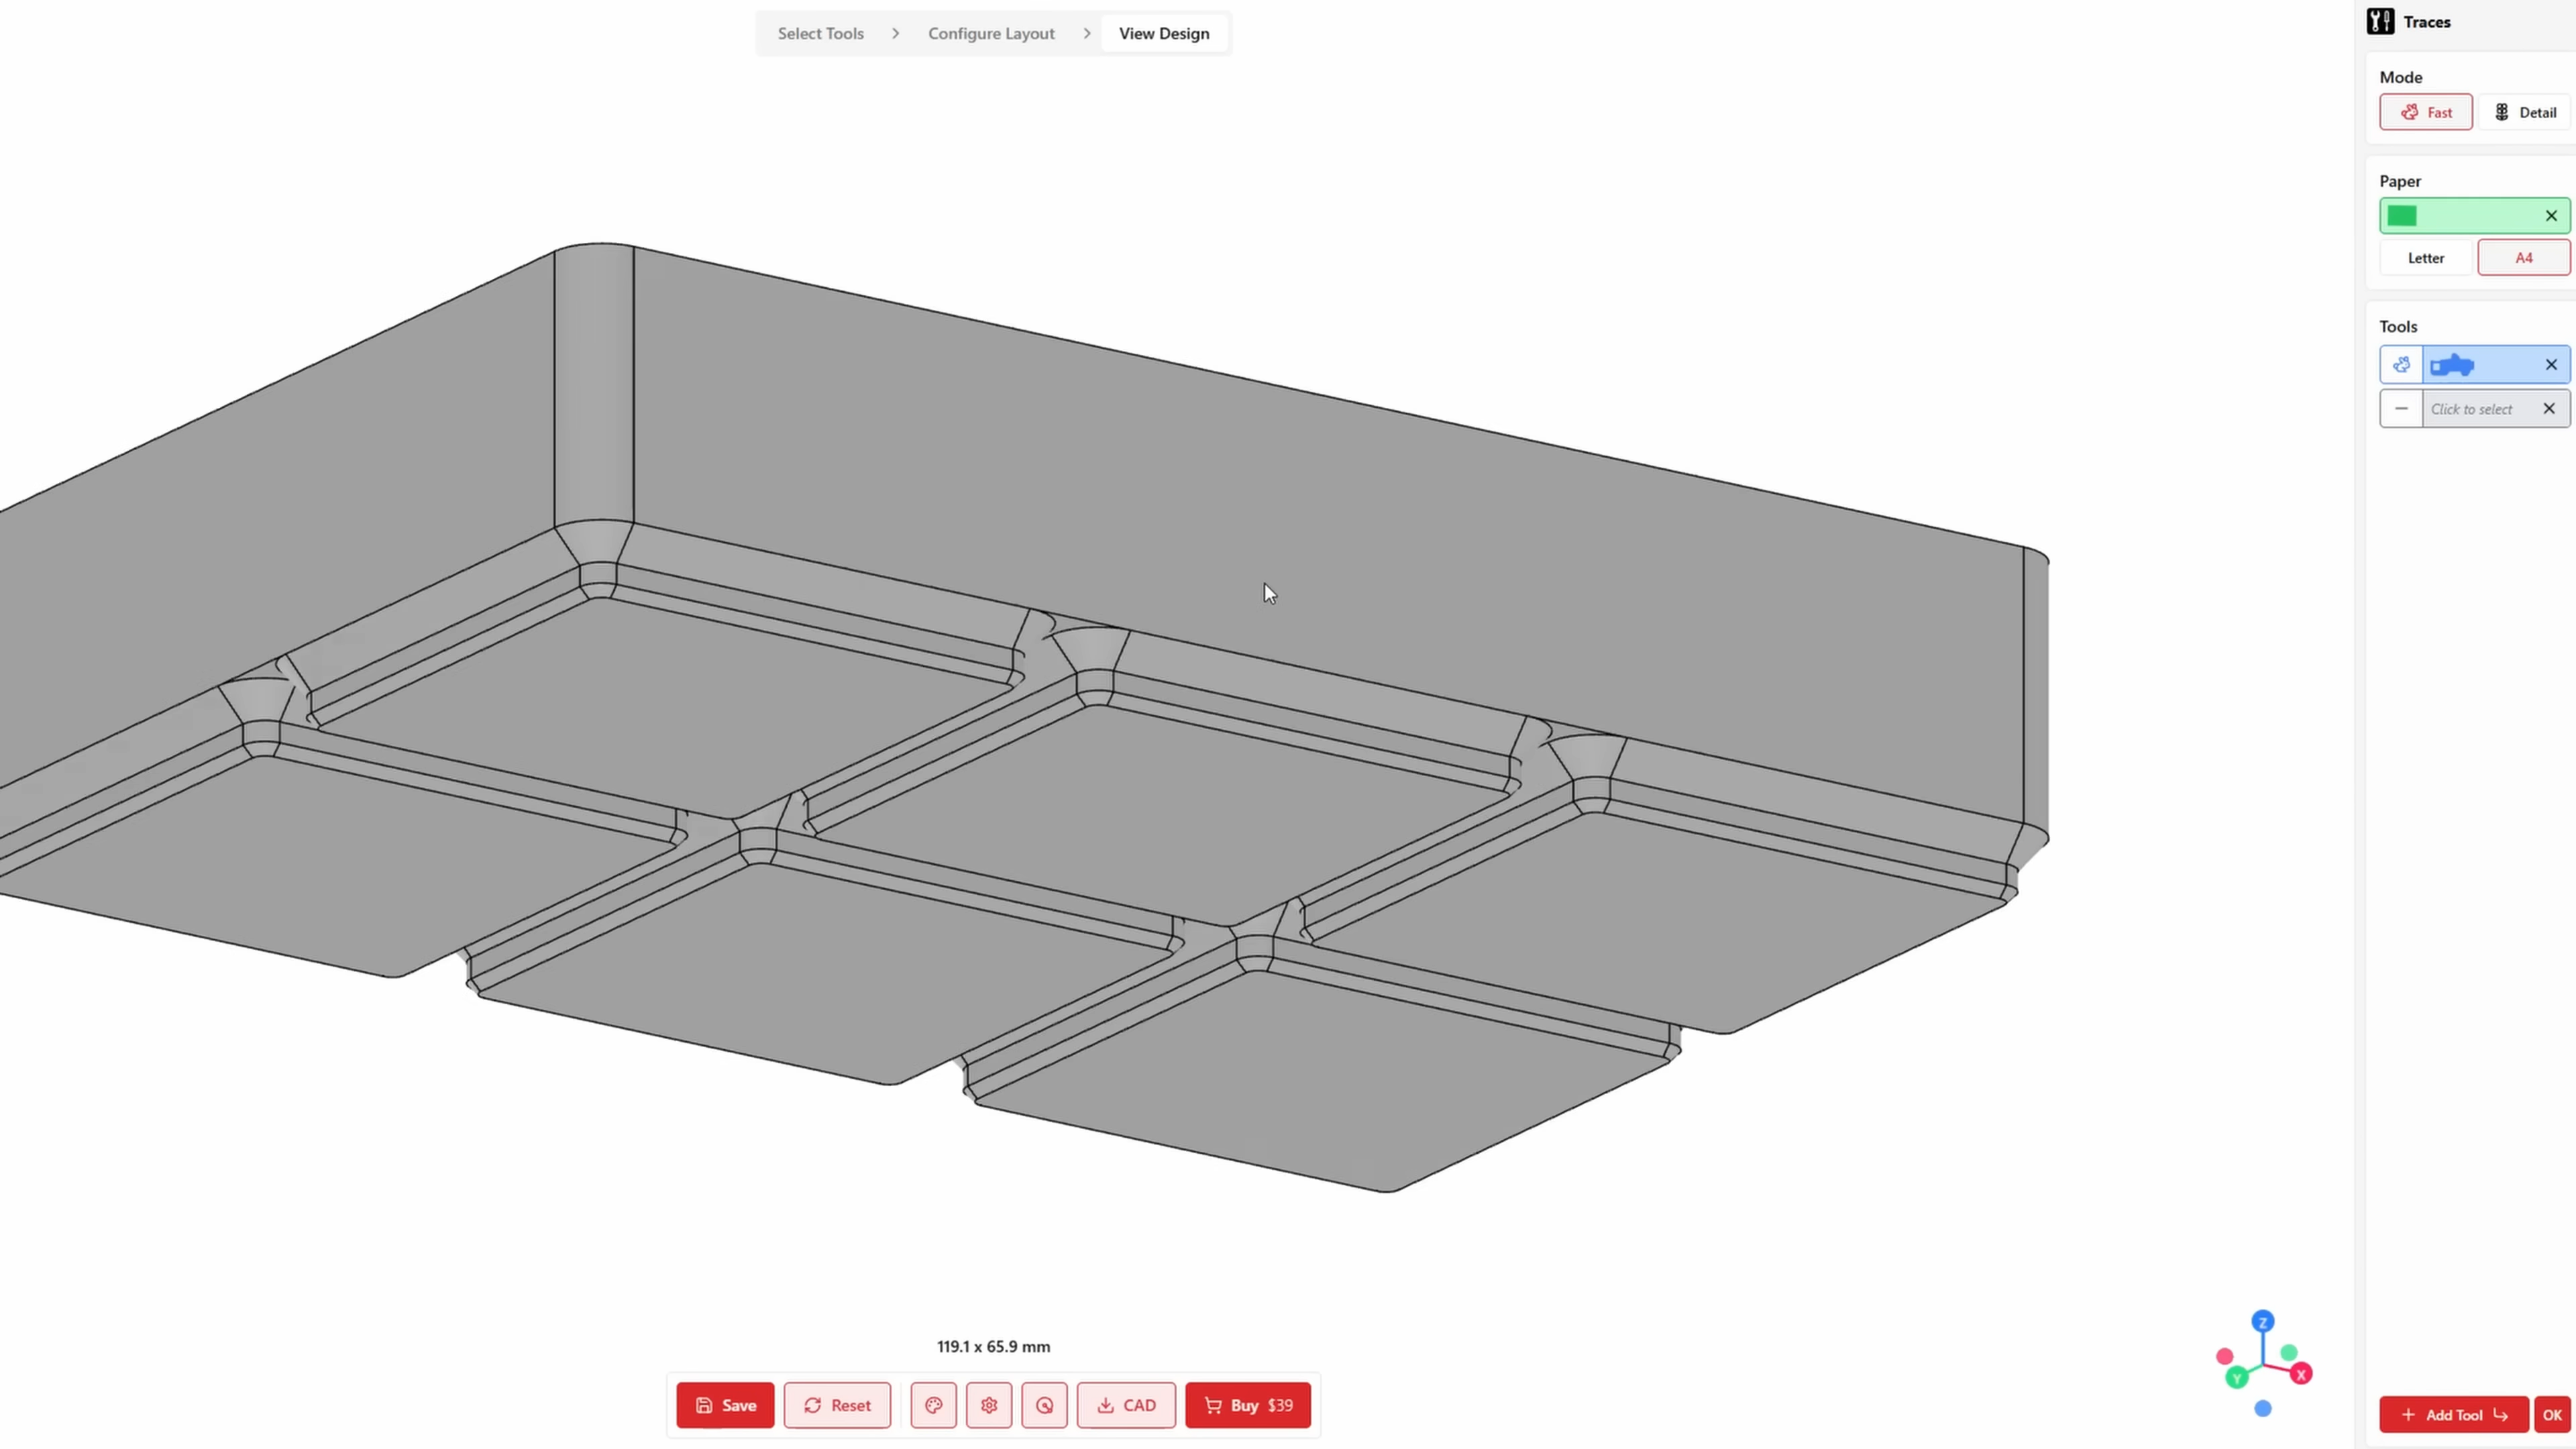 Select Tools > Configure Layout > View Design
Traces
Mode
Fast Detail
Paper
Letter A4
Tools
Click to select
Z
Y X
119.1 x 65.9 mm
Save Reset CAD Buy $39
Add Tool OK